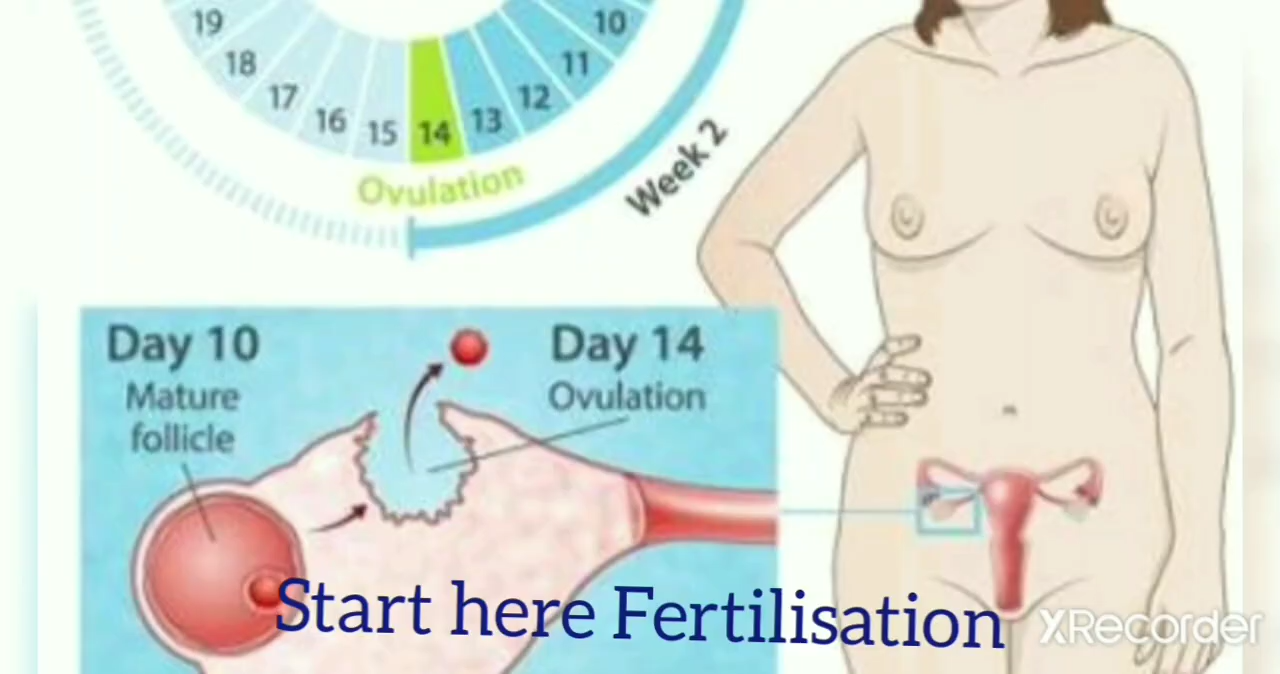 19
18
17
16
15
14
13
12
11
10
Ovulation
Week 2
Day 10
Mature
follicle
Day 14
Ovulation
Start here Fertilisation
XRecorder